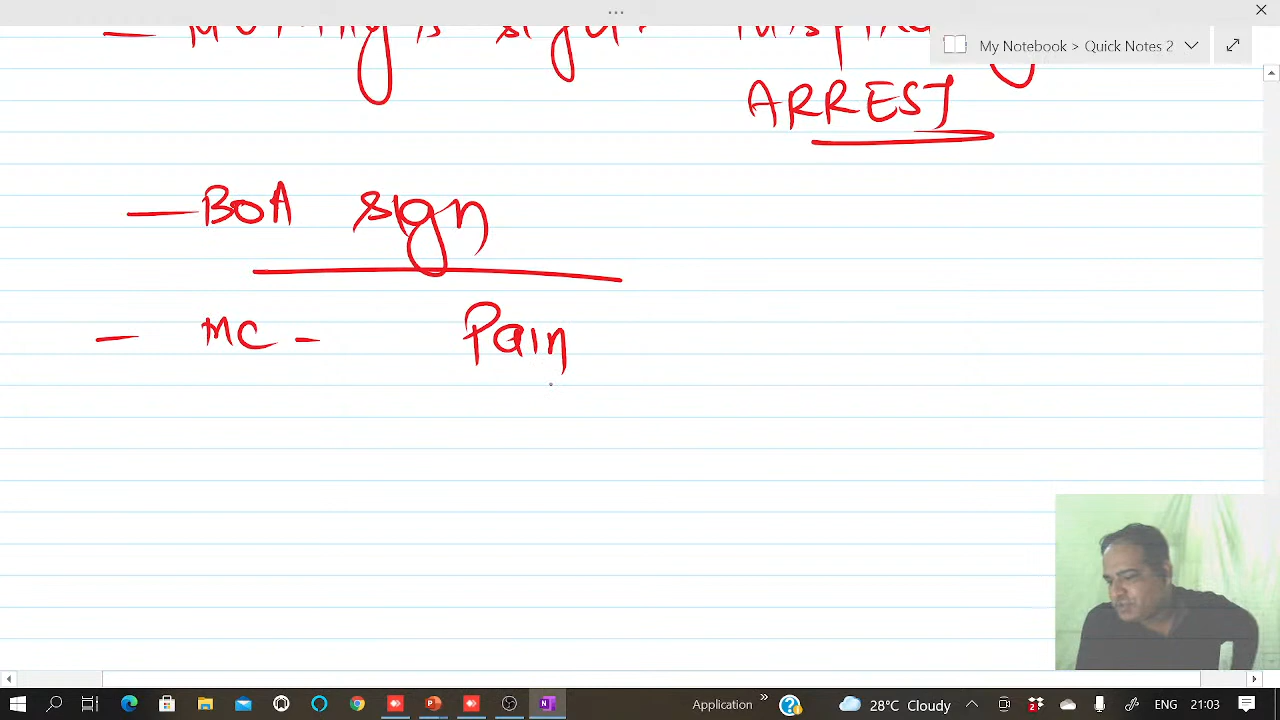 My Notebook > Quick Notes 2
ARREST
— BOA sign
— MC - Pain
Application
28°C Cloudy
ENG
21:03